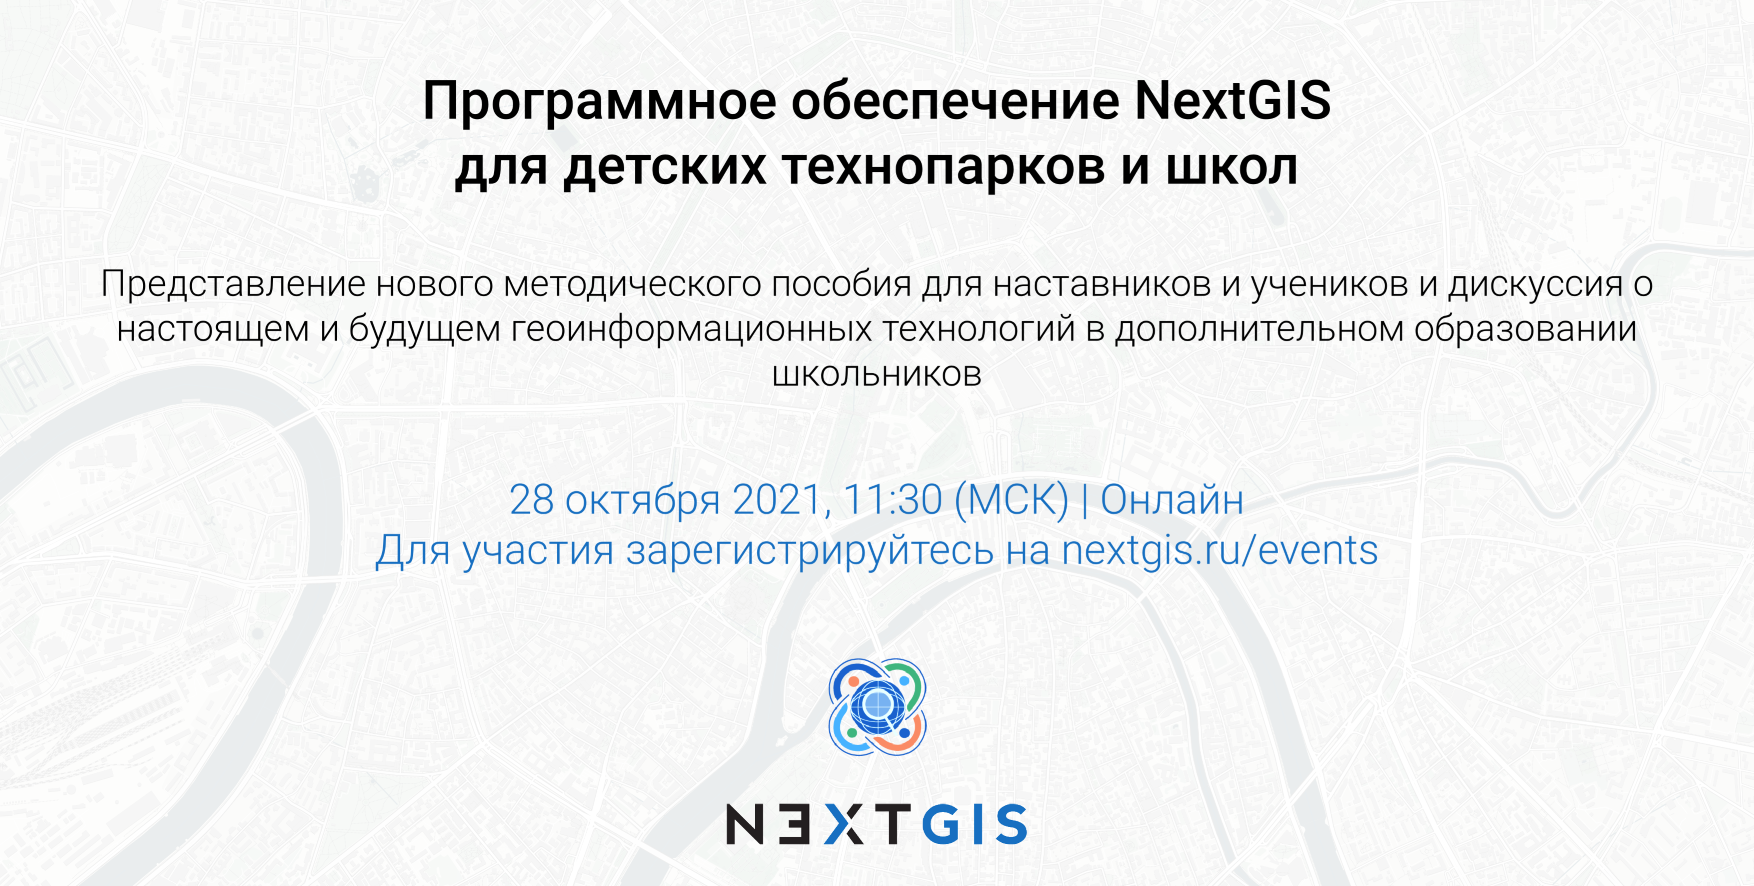 Программное обеспечение NextGIS
для детских технопарков и школ
Представление нового методического пособия для наставников и учеников и дискуссия о
настоящем и будущем геоинформационных технологий в дополнительном образовании
школьников
28 октября 2021, 11:30 (МСК) | Онлайн
Для участия зарегистрируйтесь на nextgis.ru/events
NEXTGIS